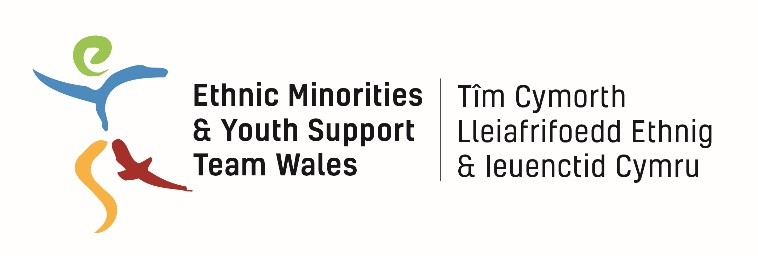 Ethnic Minorities
& Youth Support
Team Wales
Tîm Cymorth
Lleiafrifoedd Ethnig
& Ieuenctid Cymru